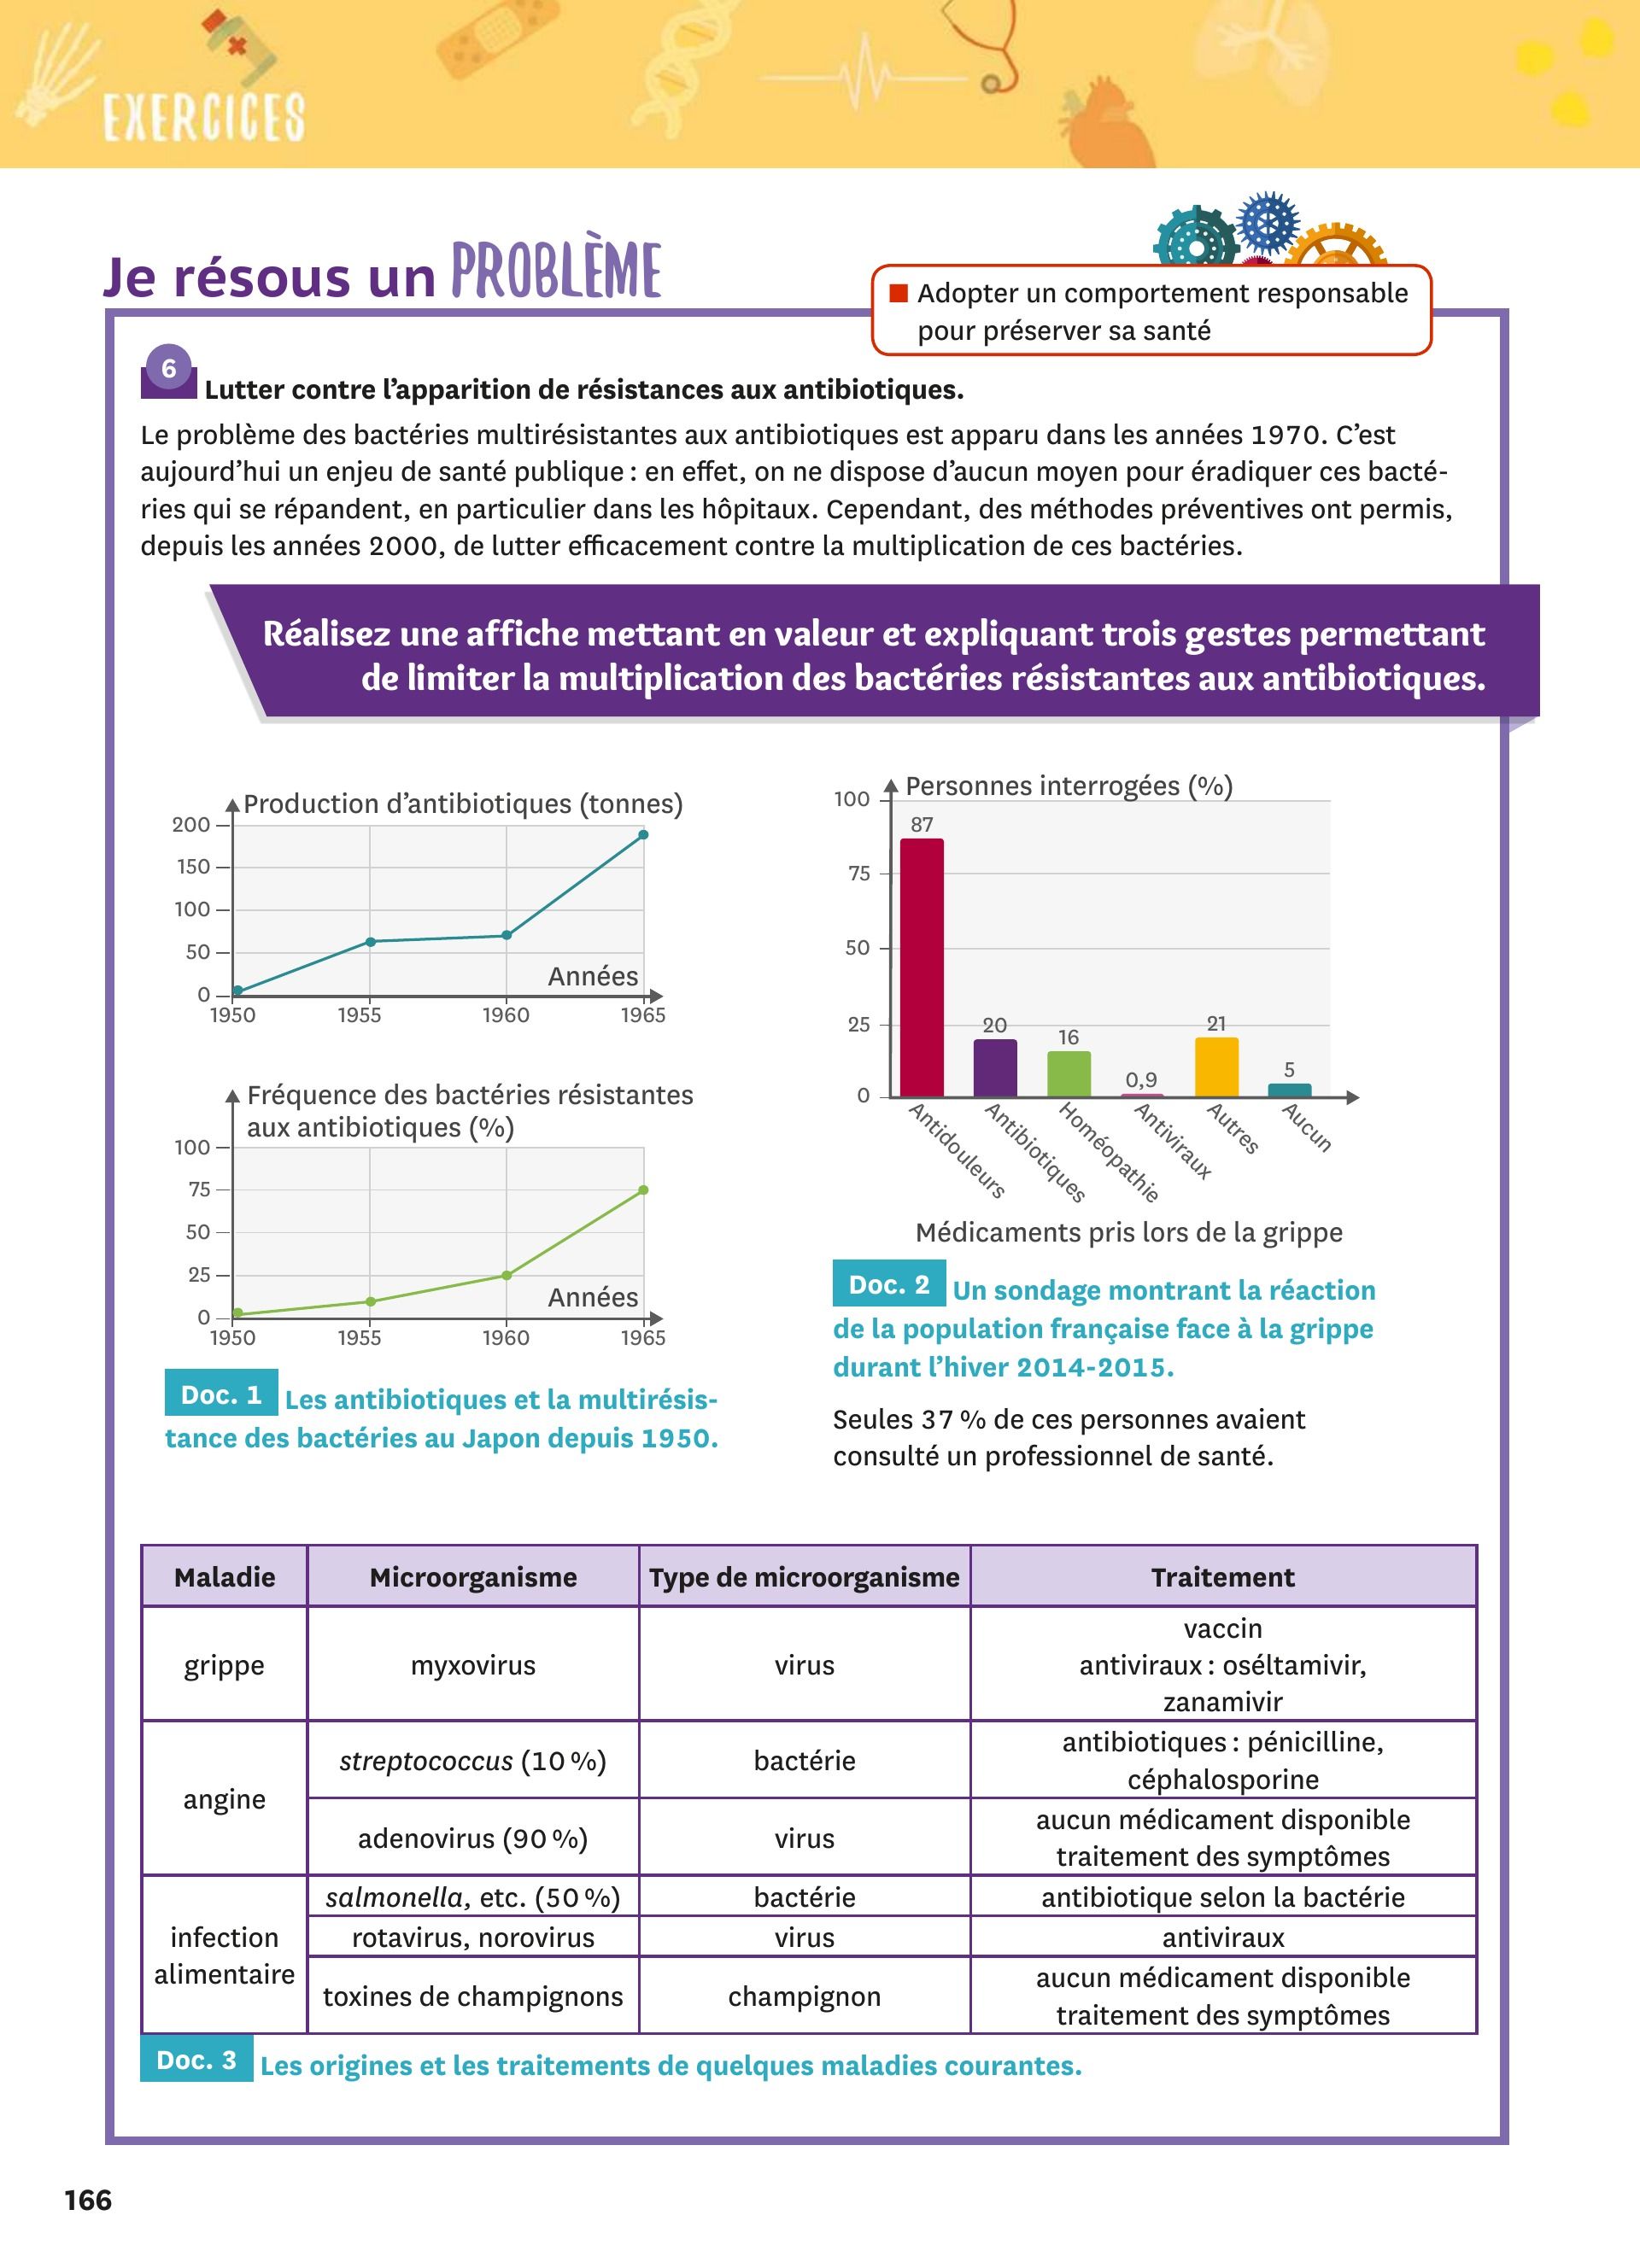 EXERCICES
Je résous un PROBLÈME
■ Adopter un comportement responsable
pour préserver sa santé
6
Lutter contre l'apparition de résistances aux antibiotiques.
Le problème des bactéries multirésistantes aux antibiotiques est apparu dans les années 1970. C'est
aujourd'hui un enjeu de santé publique : en effet, on ne dispose d'aucun moyen pour éradiquer ces bacté-
ries qui se répandent, en particulier dans les hôpitaux. Cependant, des méthodes préventives ont permis,
depuis les années 2000, de lutter efficacement contre la multiplication de ces bactéries.
Réalisez une affiche mettant en valeur et expliquant trois gestes permettant
de limiter la multiplication des bactéries résistantes aux antibiotiques.
Production d'antibiotiques (tonnes)
200
150
100
50
0
Années
1950 1955 1960 1965
Fréquence des bactéries résistantes
aux antibiotiques (%)
100
75
50
25
0
Années
1950 1955 1960 1965
Doc. 1 Les antibiotiques et la multirésis-
tance des bactéries au Japon depuis 1950.
Personnes interrogées (%)
100
75
50
25
0
87
20
16
0,9
21
5
Antidouleurs
Antibiotiques
Homéopathie
Antiviraux
Autres
Aucun
Médicaments pris lors de la grippe
Doc. 2 Un sondage montrant la réaction
de la population française face à la grippe
durant l'hiver 2014-2015.
Seules 37 % de ces personnes avaient
consulté un professionnel de santé.
Maladie Microorganisme Type de microorganisme Traitement
grippe myxovirus virus
vaccin
antiviraux : oséltamivir,
zanamivir
angine
streptococcus (10 %) bactérie
antibiotiques : pénicilline,
céphalosporine
adenovirus (90 %) virus
aucun médicament disponible
traitement des symptômes
infection
alimentaire
salmonella, etc. (50 %) bactérie antibiotique selon la bactérie
rotavirus, norovirus virus antiviraux
toxines de champignons champignon
aucun médicament disponible
traitement des symptômes
Doc. 3 Les origines et les traitements de quelques maladies courantes.
166